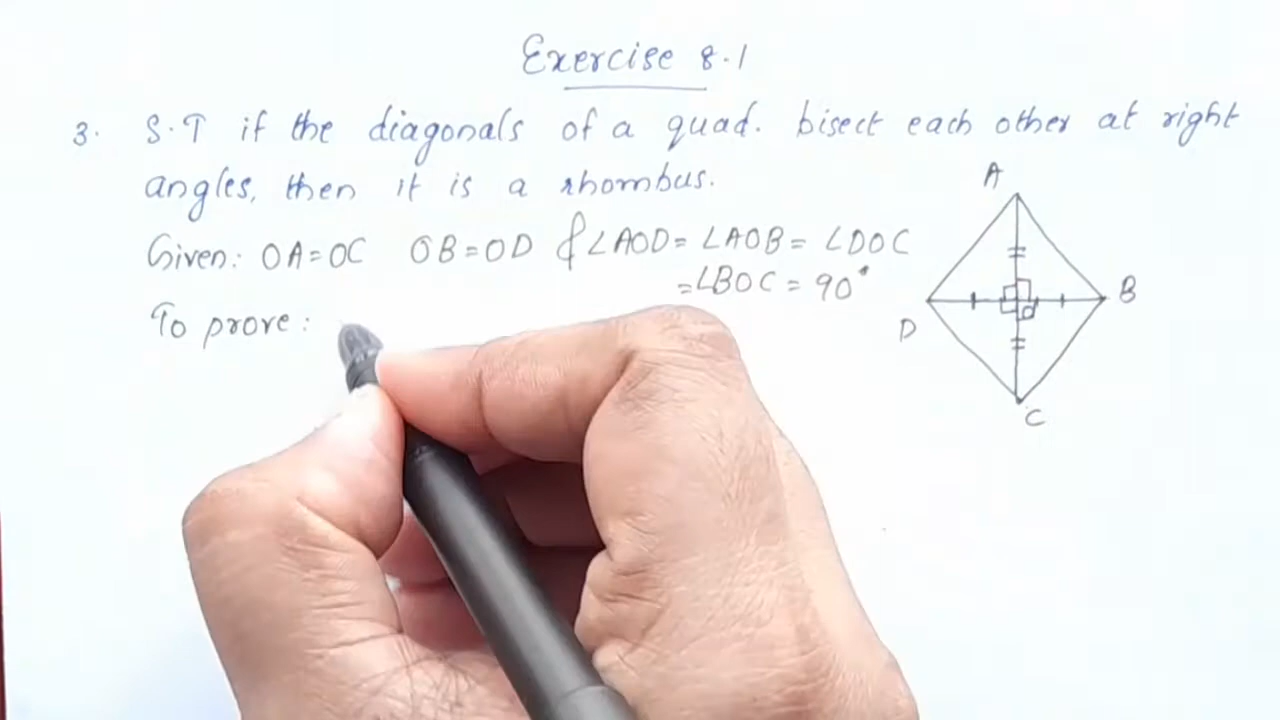 Exercise 8.1
3. S.T if the diagonals of a quad. bisect each other at right
angles, then it is a rhombus.
Given: OA=OC OB=OD & ∠AOD= ∠AOB= ∠DOC
=∠BOC = 90°
To prove:
A
B
D
C